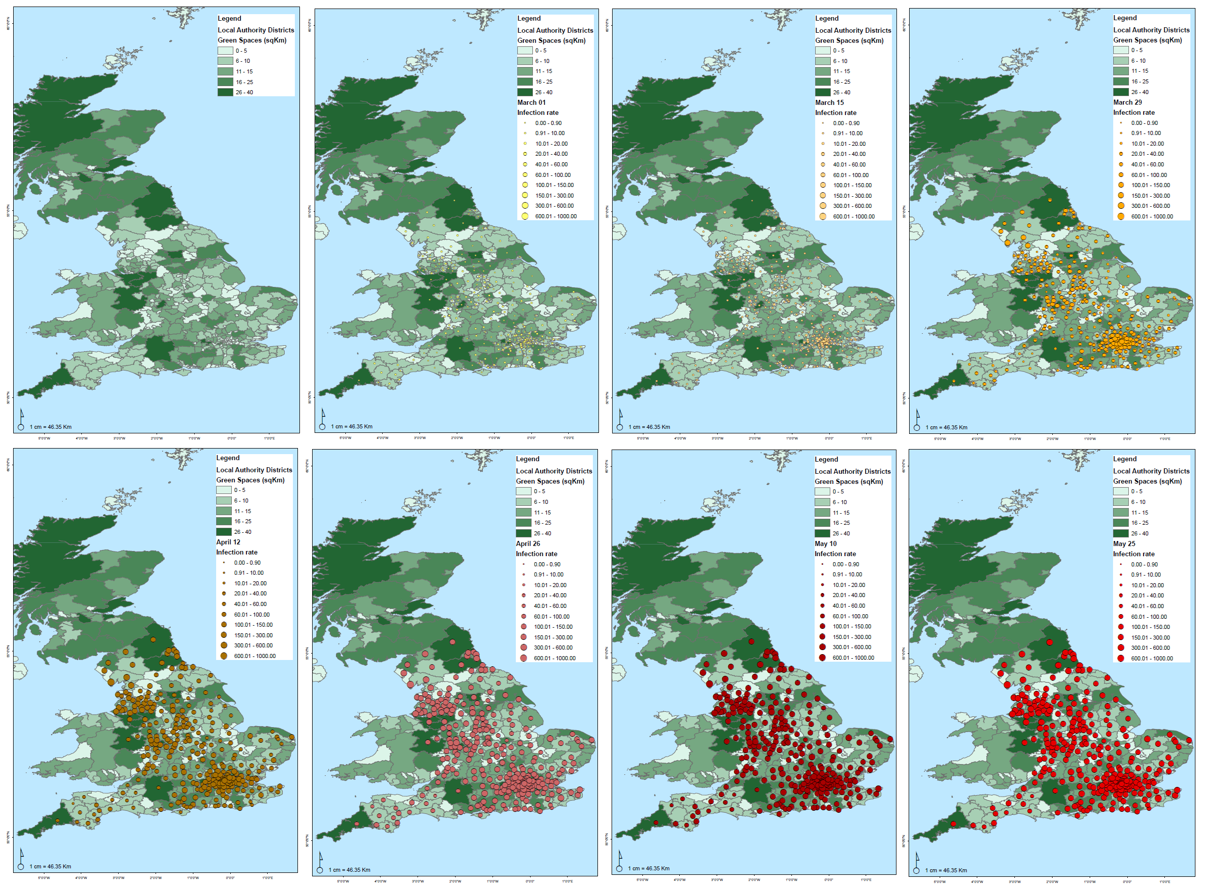 Legend
Local Authority Districts
Green Spaces (sqKm)
0 - 5
6 - 10
11 - 15
16 - 25
26 - 40
1 cm = 46.35 Km
Legend
Local Authority Districts
Green Spaces (sqKm)
0 - 5
6 - 10
11 - 15
16 - 25
26 - 40
March 01
Infection rate
0.00 - 0.90
0.91 - 10.00
10.01 - 20.00
20.01 - 40.00
40.01 - 60.00
60.01 - 100.00
100.01 - 150.00
150.01 - 300.00
300.01 - 600.00
600.01 - 1000.00
1 cm = 46.35 Km
Legend
Local Authority Districts
Green Spaces (sqKm)
0 - 5
6 - 10
11 - 15
16 - 25
26 - 40
March 15
Infection rate
0.00 - 0.90
0.91 - 10.00
10.01 - 20.00
20.01 - 40.00
40.01 - 60.00
60.01 - 100.00
100.01 - 150.00
150.01 - 300.00
300.01 - 600.00
600.01 - 1000.00
1 cm = 46.35 Km
Legend
Local Authority Districts
Green Spaces (sqKm)
0 - 5
6 - 10
11 - 15
16 - 25
26 - 40
March 29
Infection rate
0.00 - 0.90
0.91 - 10.00
10.01 - 20.00
20.01 - 40.00
40.01 - 60.00
60.01 - 100.00
100.01 - 150.00
150.01 - 300.00
300.01 - 600.00
600.01 - 1000.00
1 cm = 46.35 Km
Legend
Local Authority Districts
Green Spaces (sqKm)
0 - 5
6 - 10
11 - 15
16 - 25
26 - 40
April 12
Infection rate
0.00 - 0.90
0.91 - 10.00
10.01 - 20.00
20.01 - 40.00
40.01 - 60.00
60.01 - 100.00
100.01 - 150.00
150.01 - 300.00
300.01 - 600.00
600.01 - 1000.00
1 cm = 46.35 Km
Legend
Local Authority Districts
Green Spaces (sqKm)
0 - 5
6 - 10
11 - 15
16 - 25
26 - 40
April 26
Infection rate
0.00 - 0.90
0.91 - 10.00
10.01 - 20.00
20.01 - 40.00
40.01 - 60.00
60.01 - 100.00
100.01 - 150.00
150.01 - 300.00
300.01 - 600.00
600.01 - 1000.00
1 cm = 46.35 Km
Legend
Local Authority Districts
Green Spaces (sqKm)
0 - 5
6 - 10
11 - 15
16 - 25
26 - 40
May 10
Infection rate
0.00 - 0.90
0.91 - 10.00
10.01 - 20.00
20.01 - 40.00
40.01 - 60.00
60.01 - 100.00
100.01 - 150.00
150.01 - 300.00
300.01 - 600.00
600.01 - 1000.00
1 cm = 46.35 Km
Legend
Local Authority Districts
Green Spaces (sqKm)
0 - 5
6 - 10
11 - 15
16 - 25
26 - 40
May 25
Infection rate
0.00 - 0.90
0.91 - 10.00
10.01 - 20.00
20.01 - 40.00
40.01 - 60.00
60.01 - 100.00
100.01 - 150.00
150.01 - 300.00
300.01 - 600.00
600.01 - 1000.00
1 cm = 46.35 Km